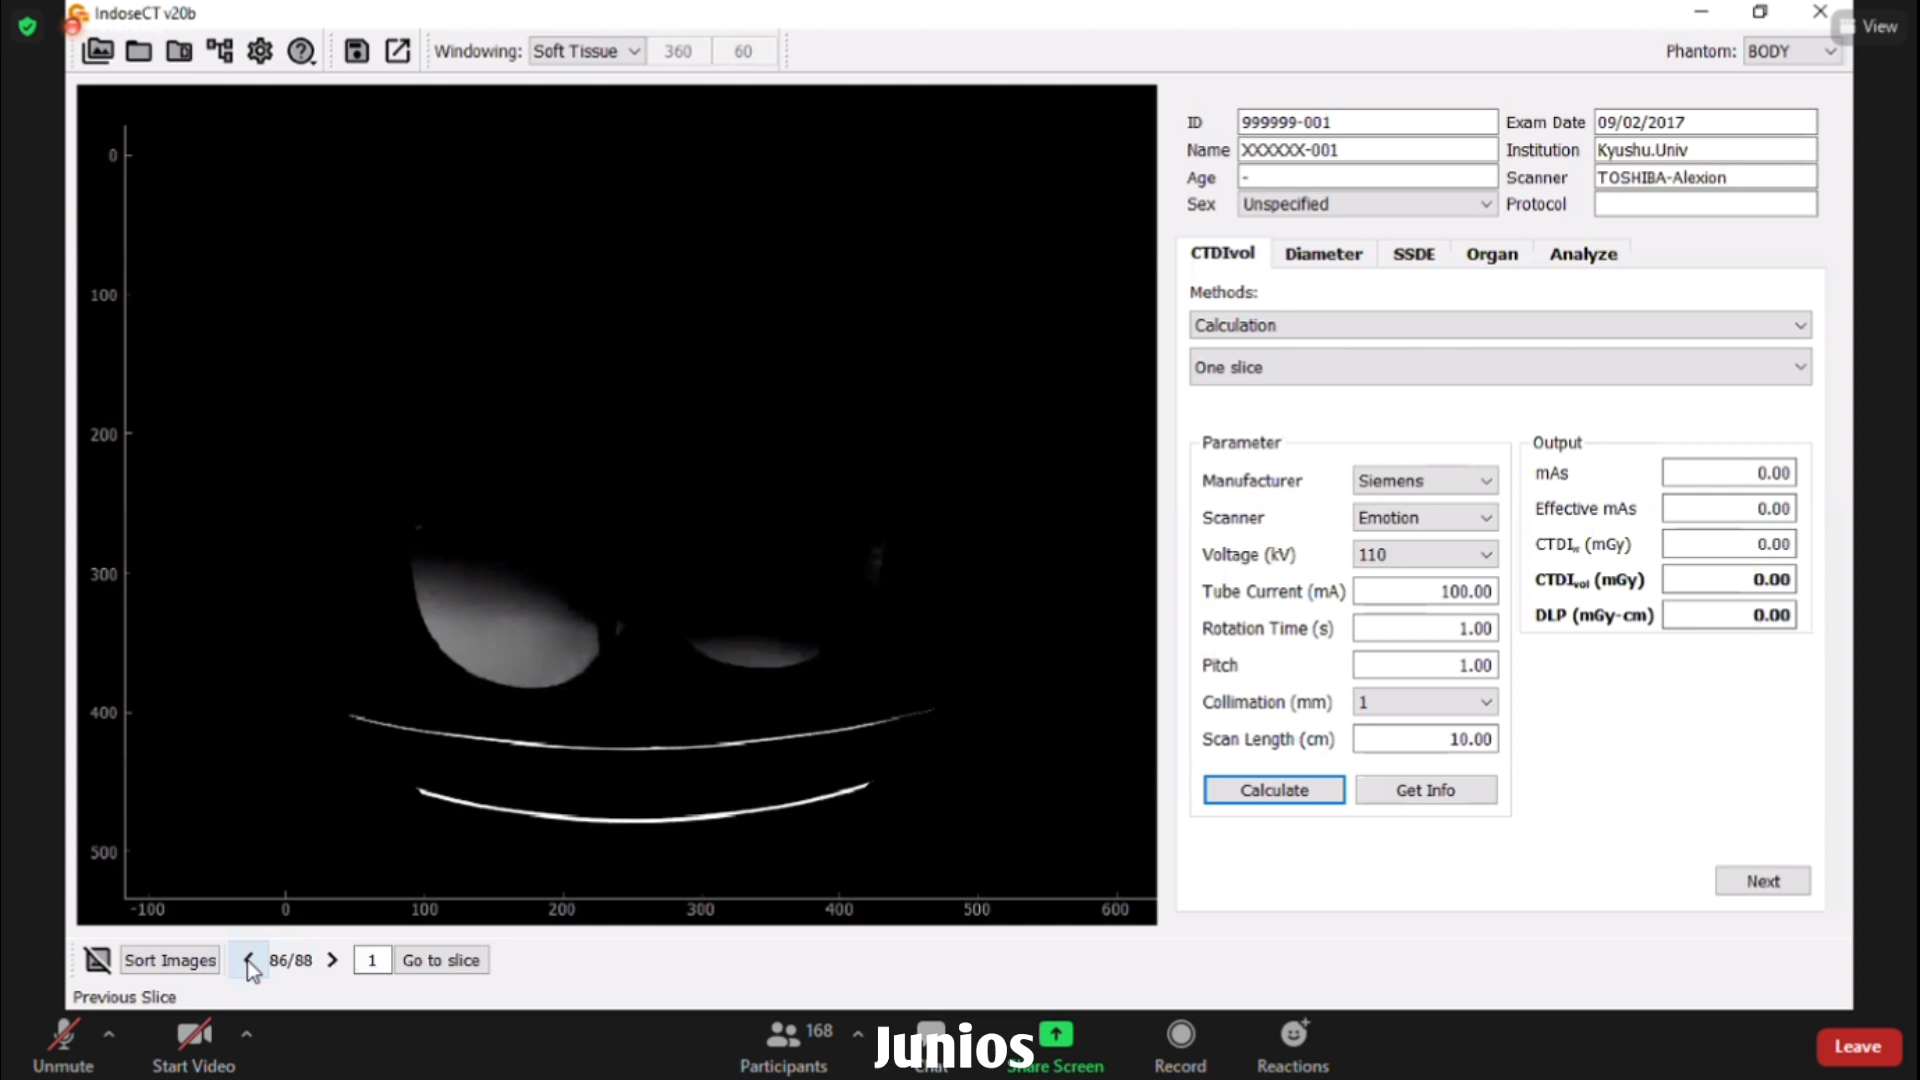 IndoseCT v20b
View
Windowing: Soft Tissue 360 60 Phantom: BODY
ID 999999-001 Exam Date 09/02/2017
Name XXXXXX-001 Institution Kyushu.Univ
Age - Scanner TOSHIBA-Alexion
Sex Unspecified Protocol
CTDIvol Diameter SSDE Organ Analyze
Methods:
Calculation
One slice
Parameter Output
Manufacturer Siemens
Scanner Emotion
Voltage (kV) 110
Tube Current (mA) 100.00
Rotation Time (s) 1.00
Pitch 1.00
Collimation (mm) 1
Scan Length (cm) 10.00
Calculate Get Info
mAs 0.00
Effective mAs 0.00
CTDIw (mGy) 0.00
CTDIvol (mGy) 0.00
DLP (mGy-cm) 0.00
Next
0
100
200
300
400
500
-100 0 100 200 300 400 500 600
Sort Images 86/88 1 Go to slice
Previous Slice
168
Junios
Unmute Start Video Participants Chat Share Screen Record Reactions Leave